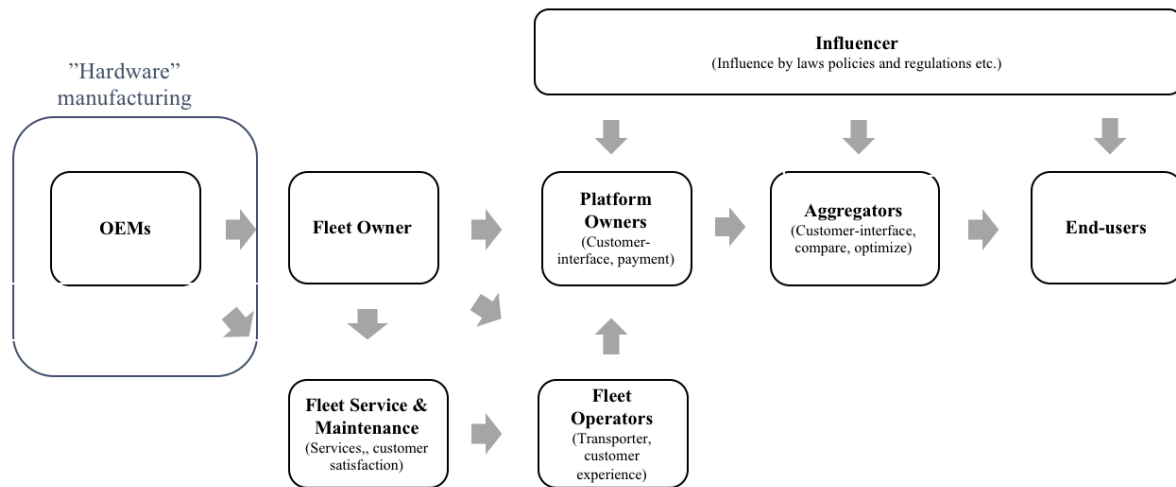 Influencer
(Influence by laws policies and regulations etc.)
”Hardware”
manufacturing
OEMs
Fleet Owner
Platform
Owners
(Customer-
interface, payment)
Aggregators
(Customer-interface,
compare, optimize)
End-users
Fleet Service &
Maintenance
(Services,, customer
satisfaction)
Fleet
Operators
(Transporter,
customer
experience)